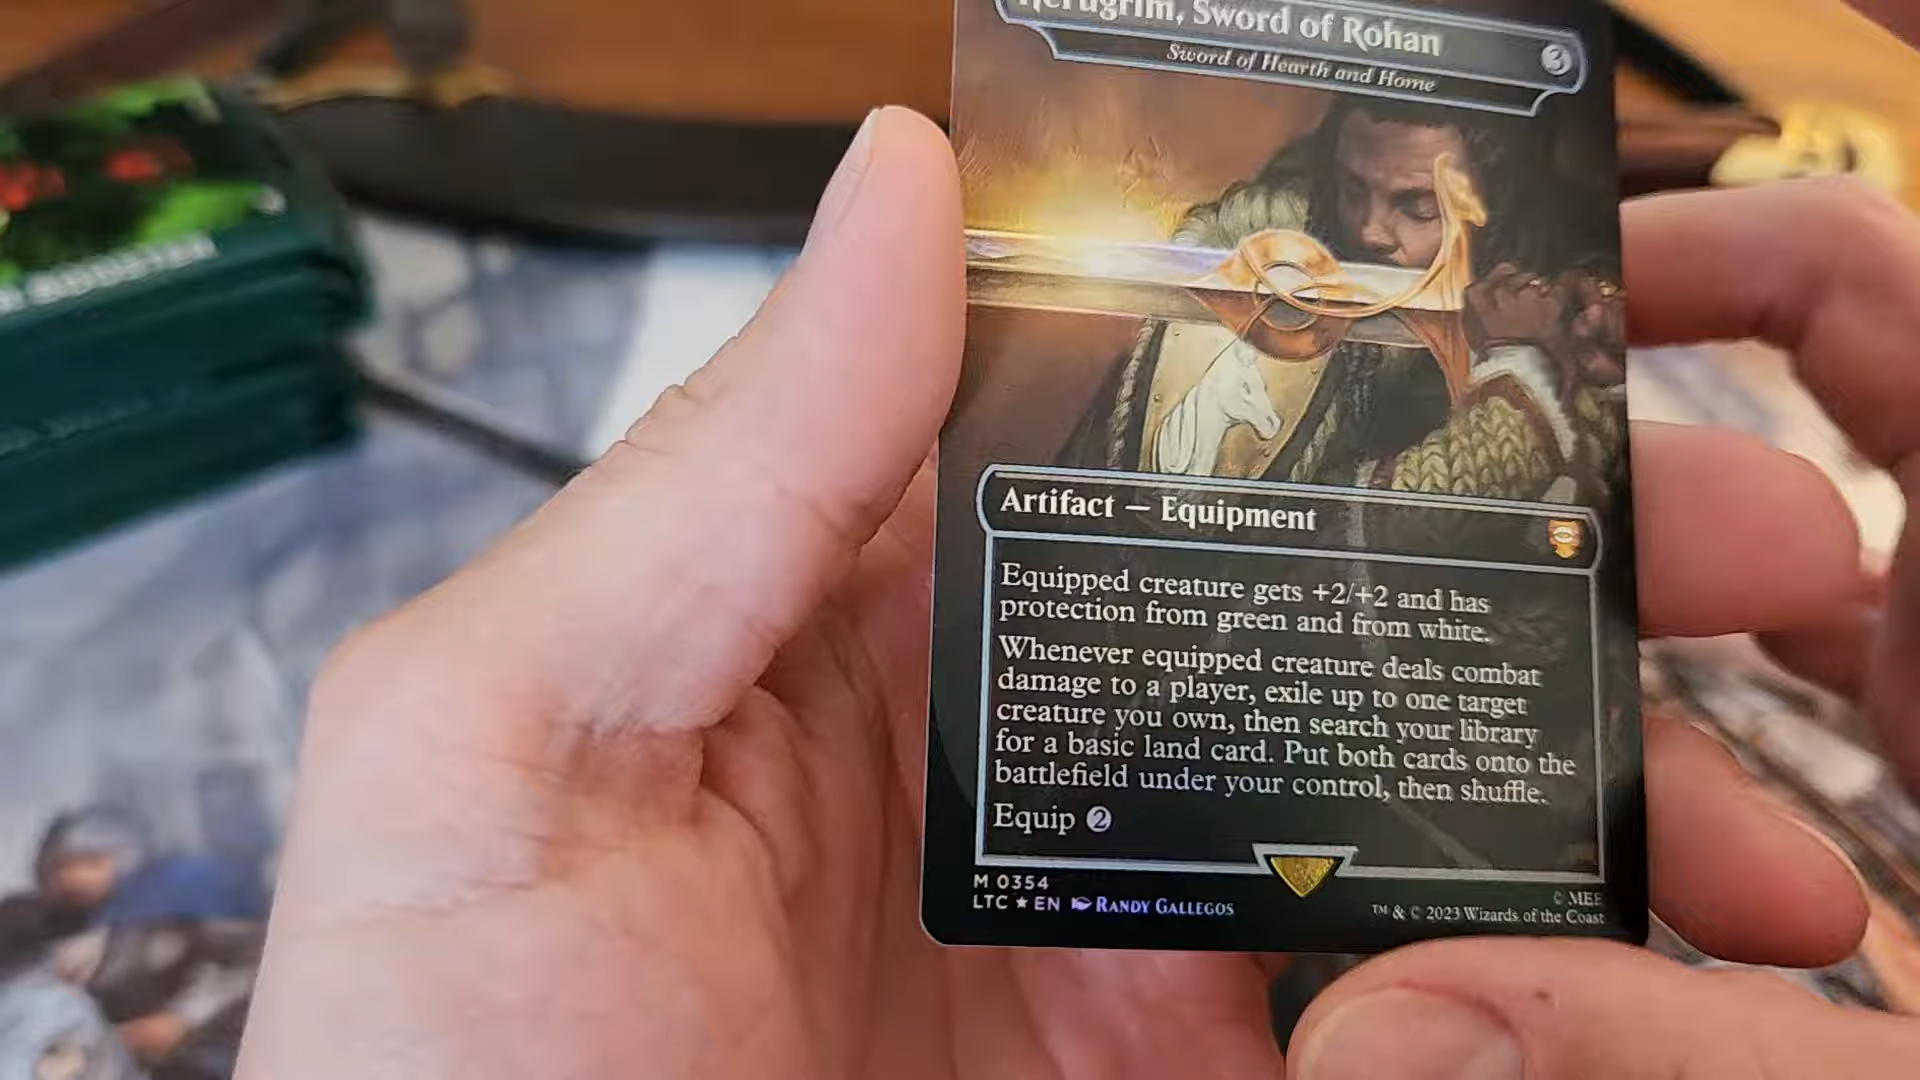 Herugrim, Sword of Rohan 3
Sword of Hearth and Home
BOOSTER
Artifact — Equipment
Equipped creature gets +2/+2 and has
protection from green and from white.
Whenever equipped creature deals combat
damage to a player, exile up to one target
creature you own, then search your library
for a basic land card. Put both cards onto the
battlefield under your control, then shuffle.
Equip 2
M 0354
LTC ★ EN RANDY GALLEGOS
© MEE
™ & © 2023 Wizards of the Coast